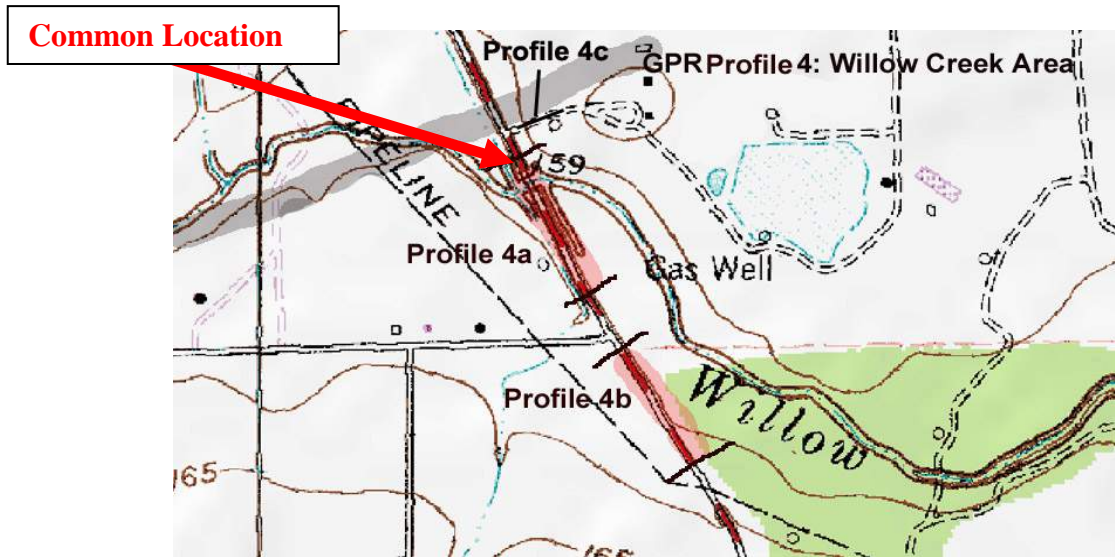 Common Location
Profile 4c
GPR Profile 4: Willow Creek Area
PIPELINE
159
Profile 4a
Gas Well
Profile 4b
Willow
165
165